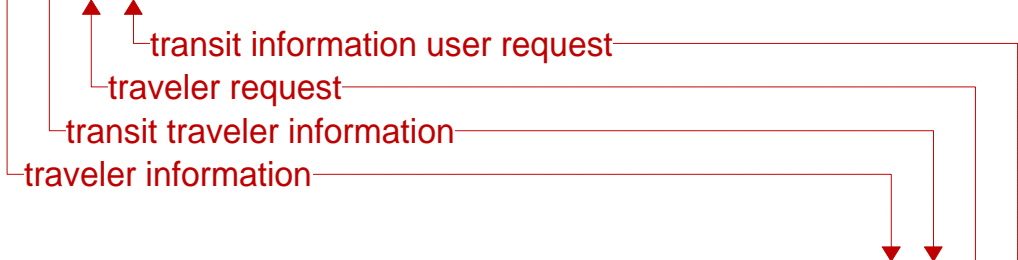 transit information user request
traveler request
transit traveler information
traveler information